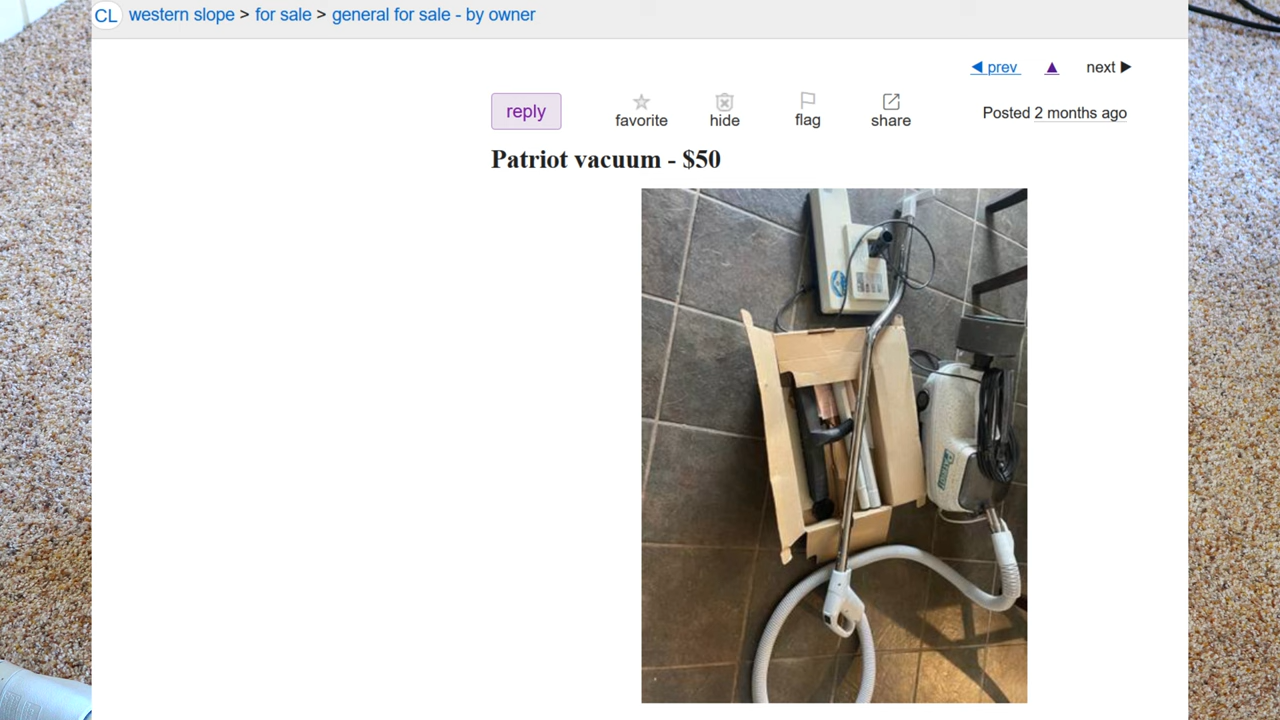 CL western slope > for sale > general for sale - by owner
◀ prev ▲ next ▶
reply favorite hide flag share Posted 2 months ago
Patriot vacuum - $50
PATRIOT